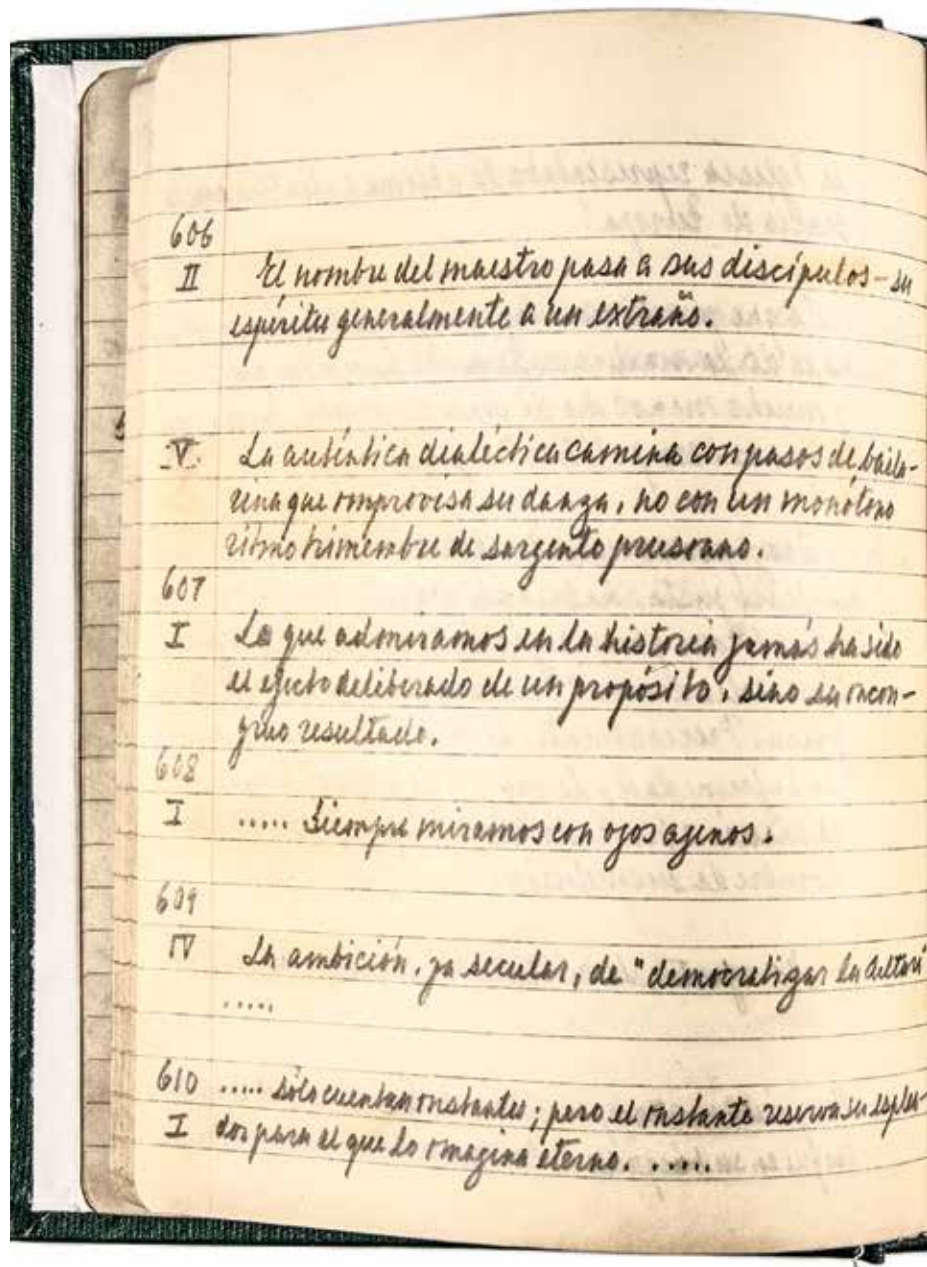 606
II El nombre del maestro pasa a sus discípulos – su
espíritu generalmente a un extraño.
V La auténtica dialéctica camina con pasos de baila-
rina que improvisa su danza, no con un monótono
ritmo trimembre de sargento prusiano.
607
I Lo que admiramos en la historia jamás ha sido
el efecto deliberado de un propósito, sino su incon-
gruo resultado.
608
I ..... Siempre miramos con ojos ajenos.
609
IV La ambición, ya secular, de "democratizar la
.....
610 ..... Sólo cuentan instantes; pero el instante reserva su esplen-
I dor para el que lo imagina eterno. .....